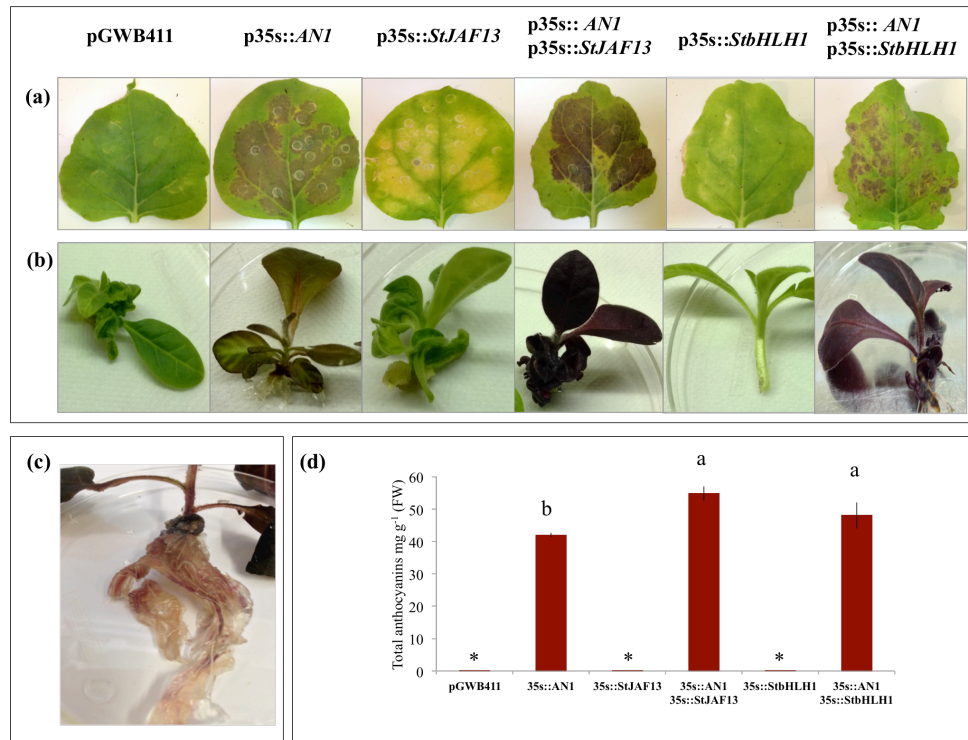 pGWB411
p35s::AN1
p35s::StJAF13
p35s:: AN1
p35s::StJAF13
p35s::StbHLH1
p35s:: AN1
p35s::StbHLH1
(a)
(b)
(c)
(d)
Total anthocyanins mg g-1 (FW)
60
50
40
30
20
10
0
*
b
*
a
*
a
pGWB411
35s::AN1
35s::StJAF13
35s::AN1
35s::StJAF13
35s::StbHLH1
35s::AN1
35s::StbHLH1